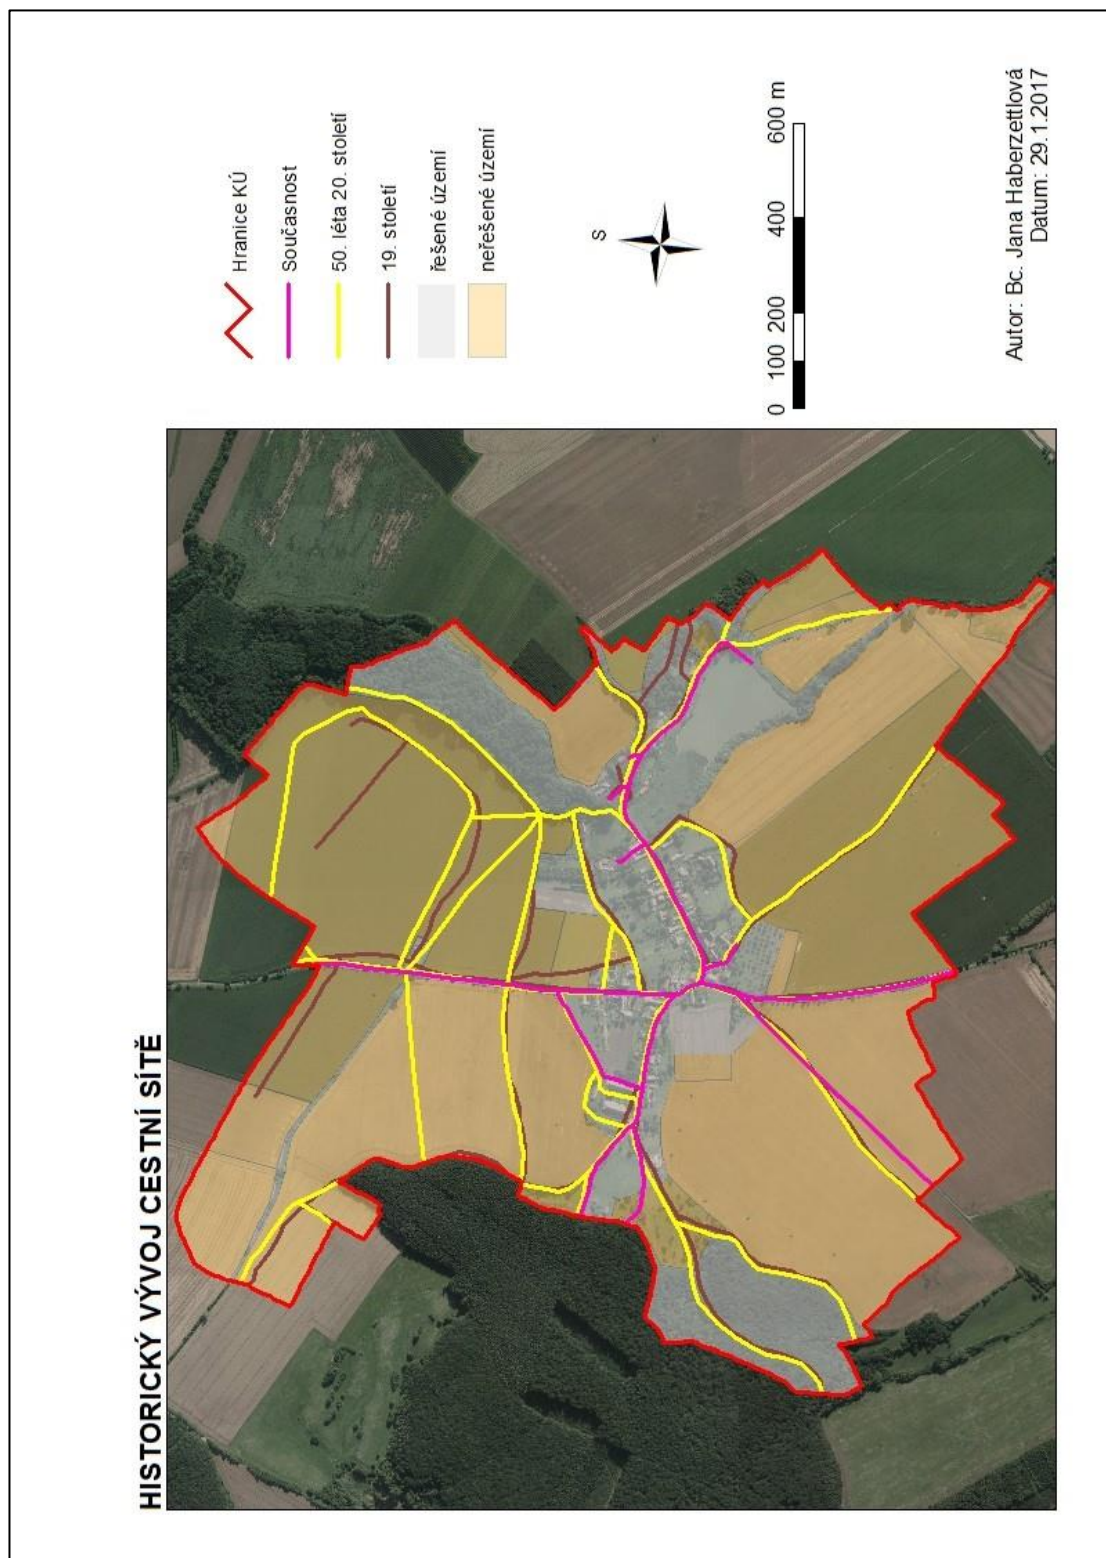 HISTORICKÝ VÝVOJ CESTNÍ SÍTĚ
Hranice KÚ
Současnost
50. léta 20. století
19. století
řešené území
neřešené území
S
0 100 200 400 600 m
Autor: Bc. Jana Haberzettlová
Datum: 29.1.2017